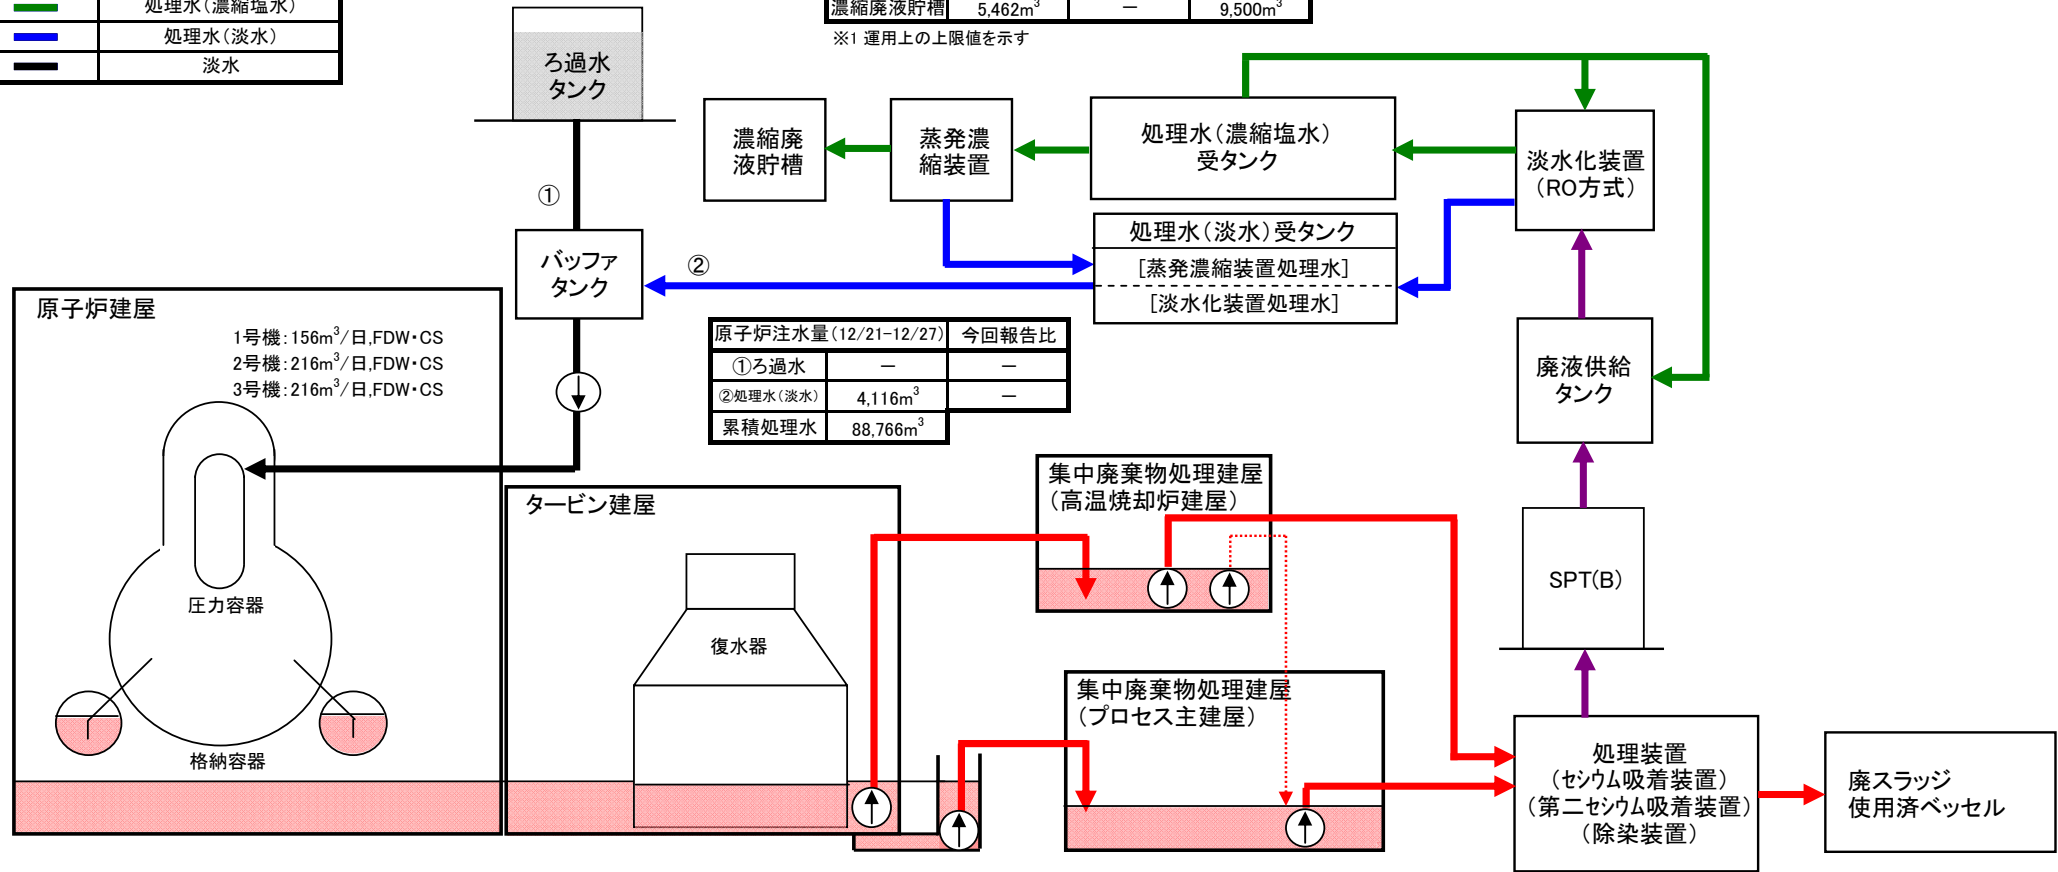 処理水(濃縮塩水)
処理水(淡水)
淡水
濃縮廃液貯槽 5,462m³ － 9,500m³
※1 運用上の上限値を示す
ろ過水
タンク
濃縮廃
液貯槽
蒸発濃
縮装置
処理水(濃縮塩水)
受タンク
淡水化装置
(RO方式)
①
バッファ
タンク
②
処理水(淡水)受タンク
[蒸発濃縮装置処理水]
[淡水化装置処理水]
原子炉建屋
1号機:156m³/日,FDW・CS
2号機:216m³/日,FDW・CS
3号機:216m³/日,FDW・CS
原子炉注水量(12/21-12/27) 今回報告比
①ろ過水 － －
②処理水(淡水) 4,116m³ －
累積処理水 88,766m³
廃液供給
タンク
タービン建屋
集中廃棄物処理建屋
(高温焼却炉建屋)
SPT(B)
圧力容器
復水器
集中廃棄物処理建屋
(プロセス主建屋)
格納容器
処理装置
(セシウム吸着装置)
(第二セシウム吸着装置)
(除染装置)
廃スラッジ
使用済ベッセル